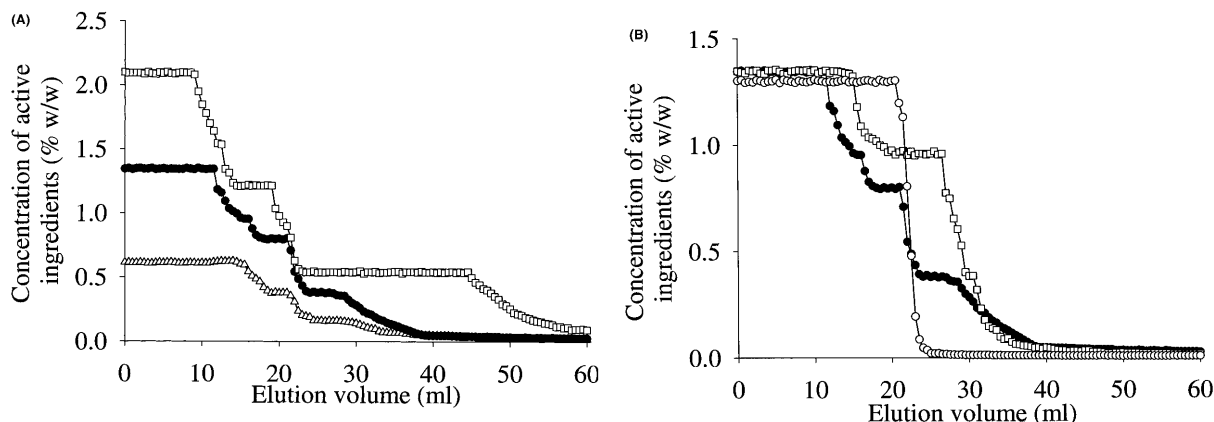 (A)
2.5
2.0
1.5
1.0
0.5
0.0
Concentration of active
ingredients (% w/w)
0 10 20 30 40 50 60
Elution volume (ml)
(B)
1.5
1.0
0.5
0.0
Concentration of active
ingredients (% w/w)
0 10 20 30 40 50 60
Elution volume (ml)